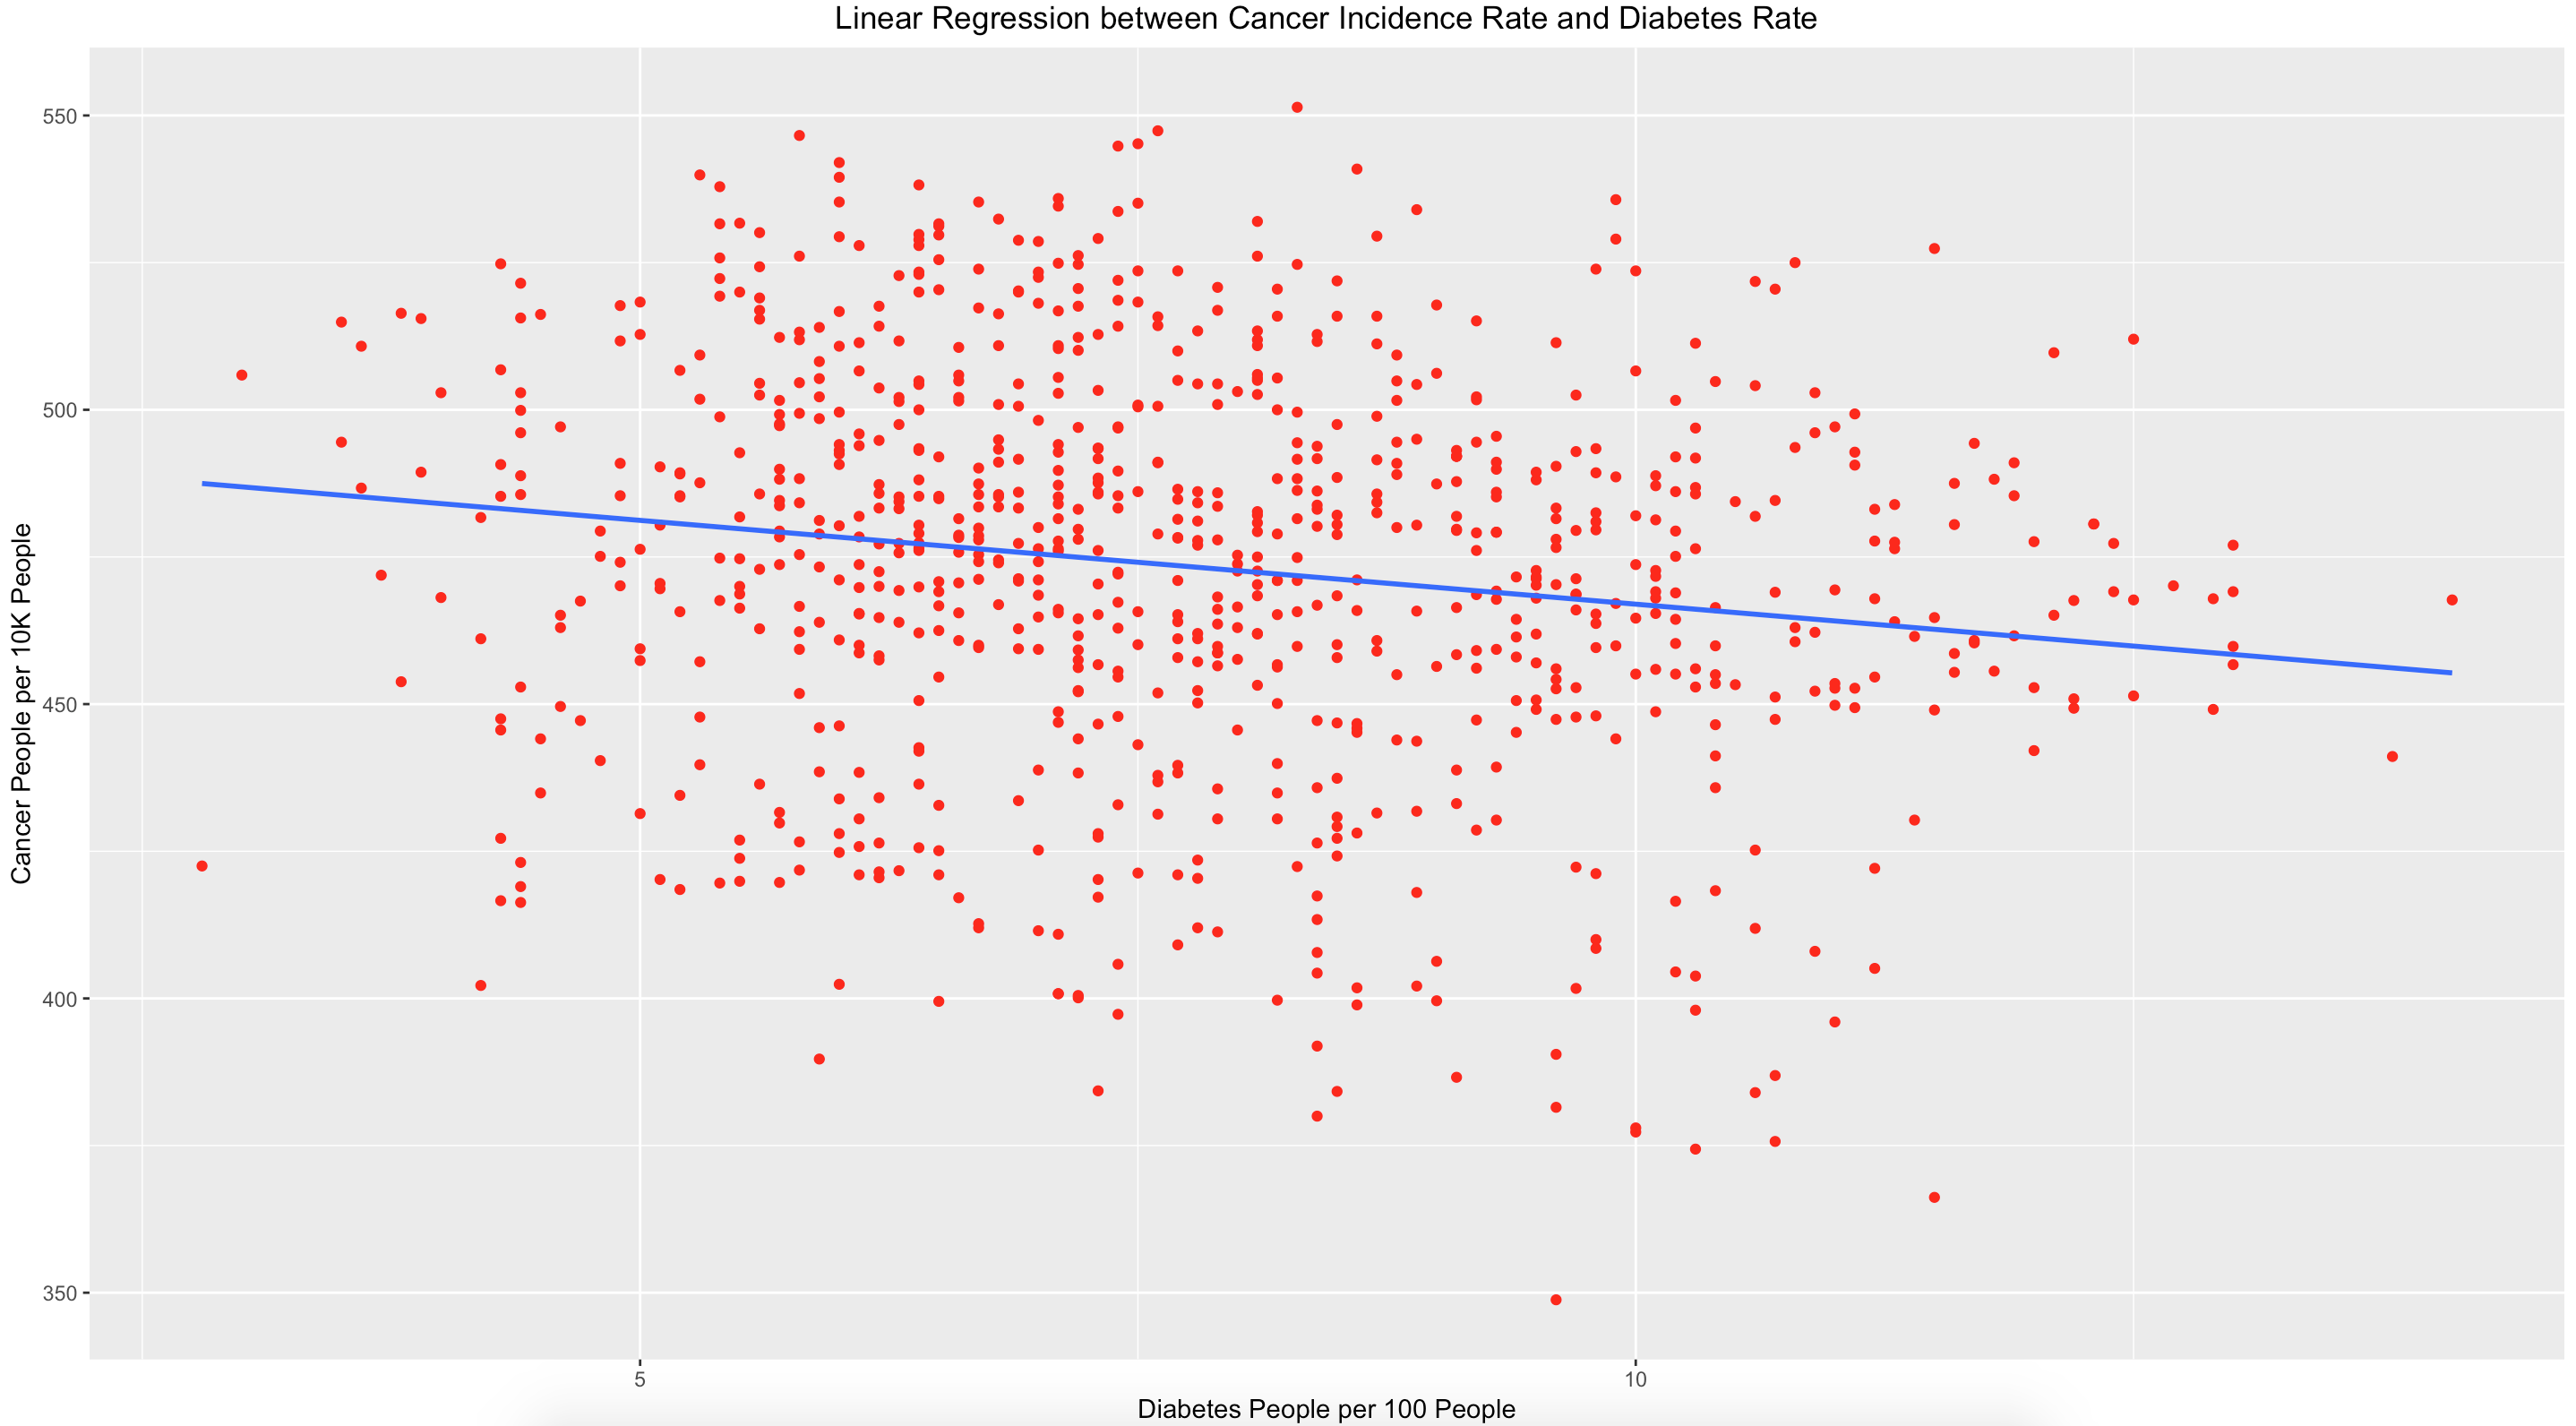 Linear Regression between Cancer Incidence Rate and Diabetes Rate
550
500
450
400
350
Cancer People per 10K People
5
10
Diabetes People per 100 People